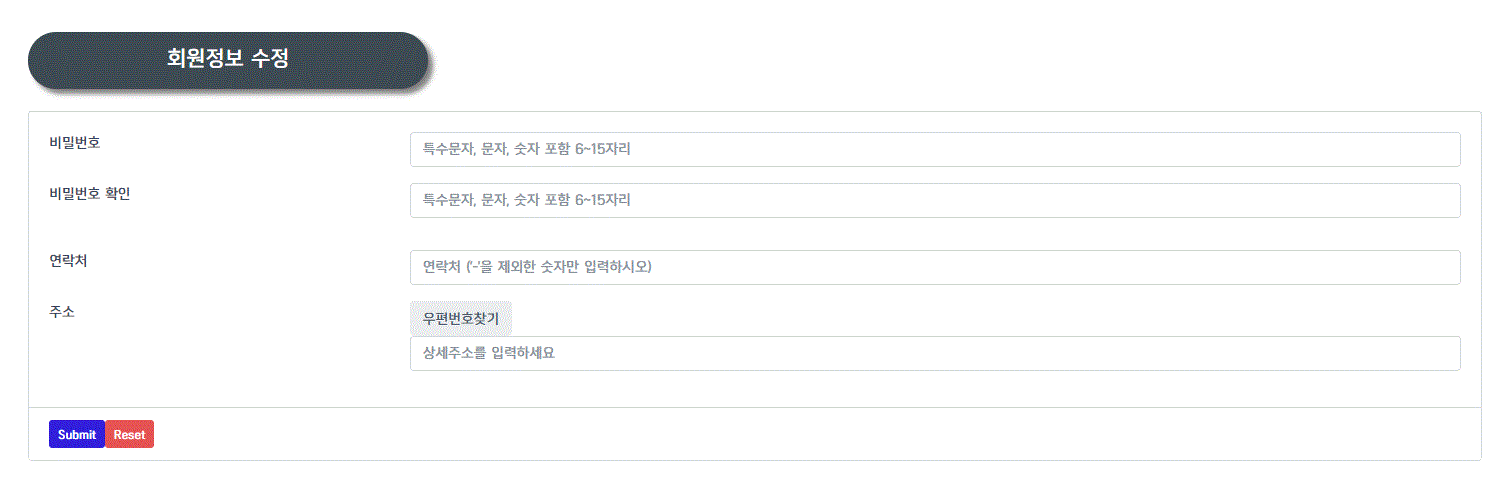 회원정보 수정
비밀번호
특수문자, 문자, 숫자 포함 6~15자리
비밀번호 확인
특수문자, 문자, 숫자 포함 6~15자리
연락처
연락처 ('-'을 제외한 숫자만 입력하시오)
주소
우편번호찾기
상세주소를 입력하세요
Submit Reset